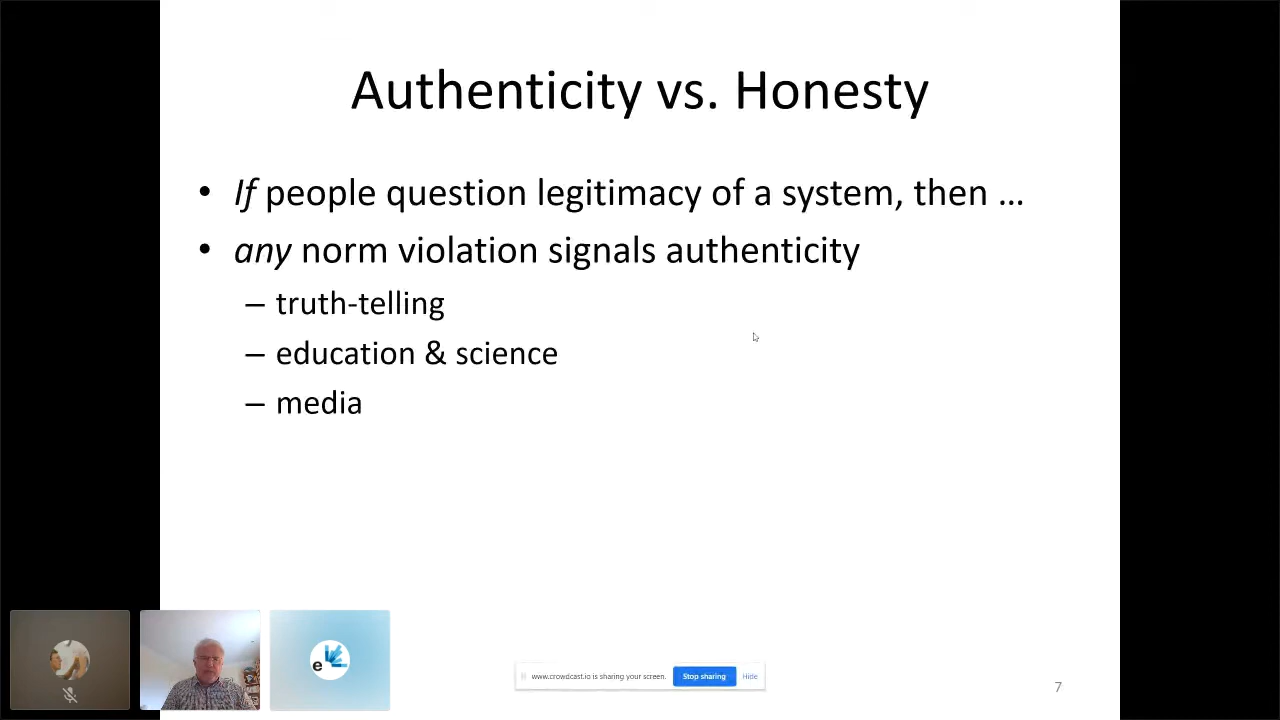 Authenticity vs. Honesty
• If people question legitimacy of a system, then ...
• any norm violation signals authenticity
– truth-telling
– education & science
– media
e
www.crowdcast.io is sharing your screen. Stop sharing Hide
7